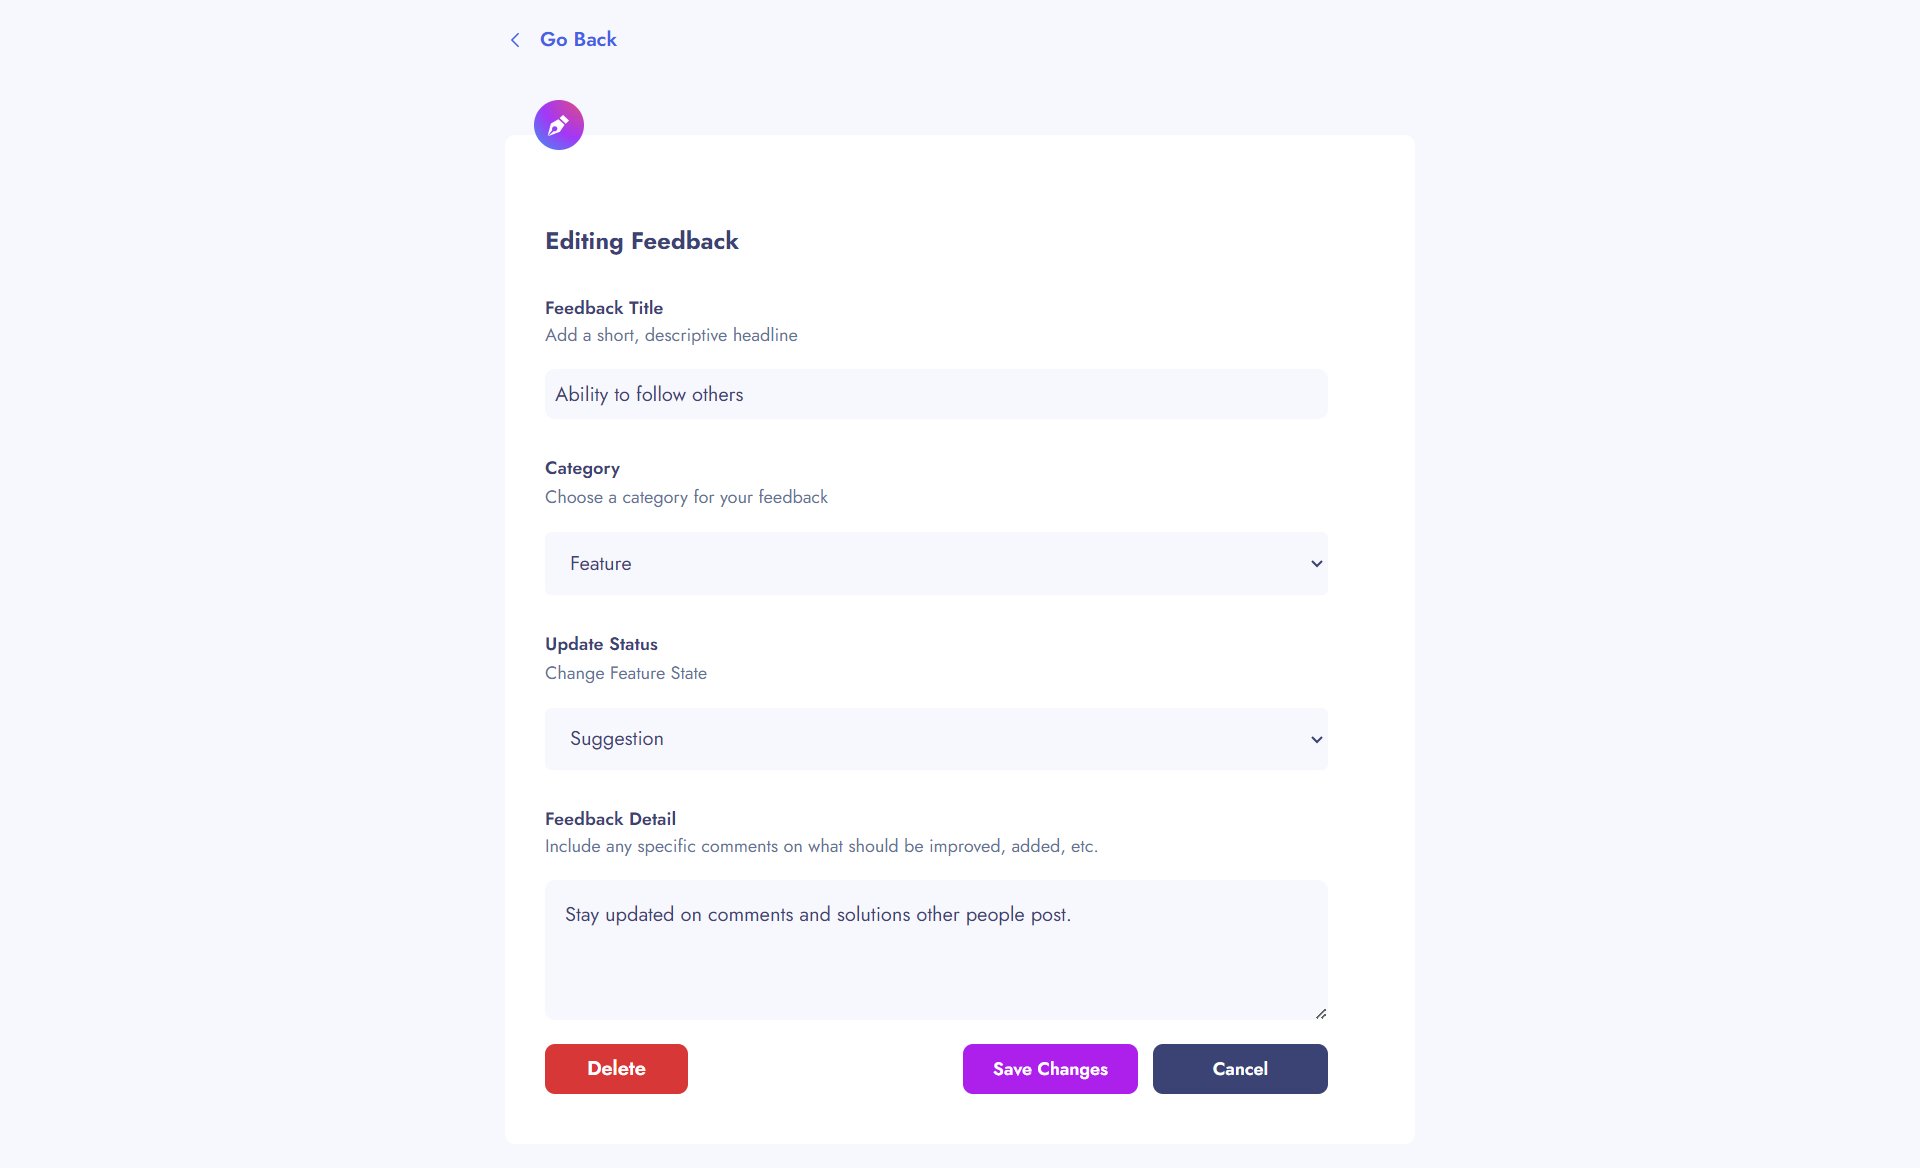 Go Back
Editing Feedback
Feedback Title
Add a short, descriptive headline
Ability to follow others
Category
Choose a category for your feedback
Feature
Update Status
Change Feature State
Suggestion
Feedback Detail
Include any specific comments on what should be improved, added, etc.
Stay updated on comments and solutions other people post.
Delete
Save Changes
Cancel